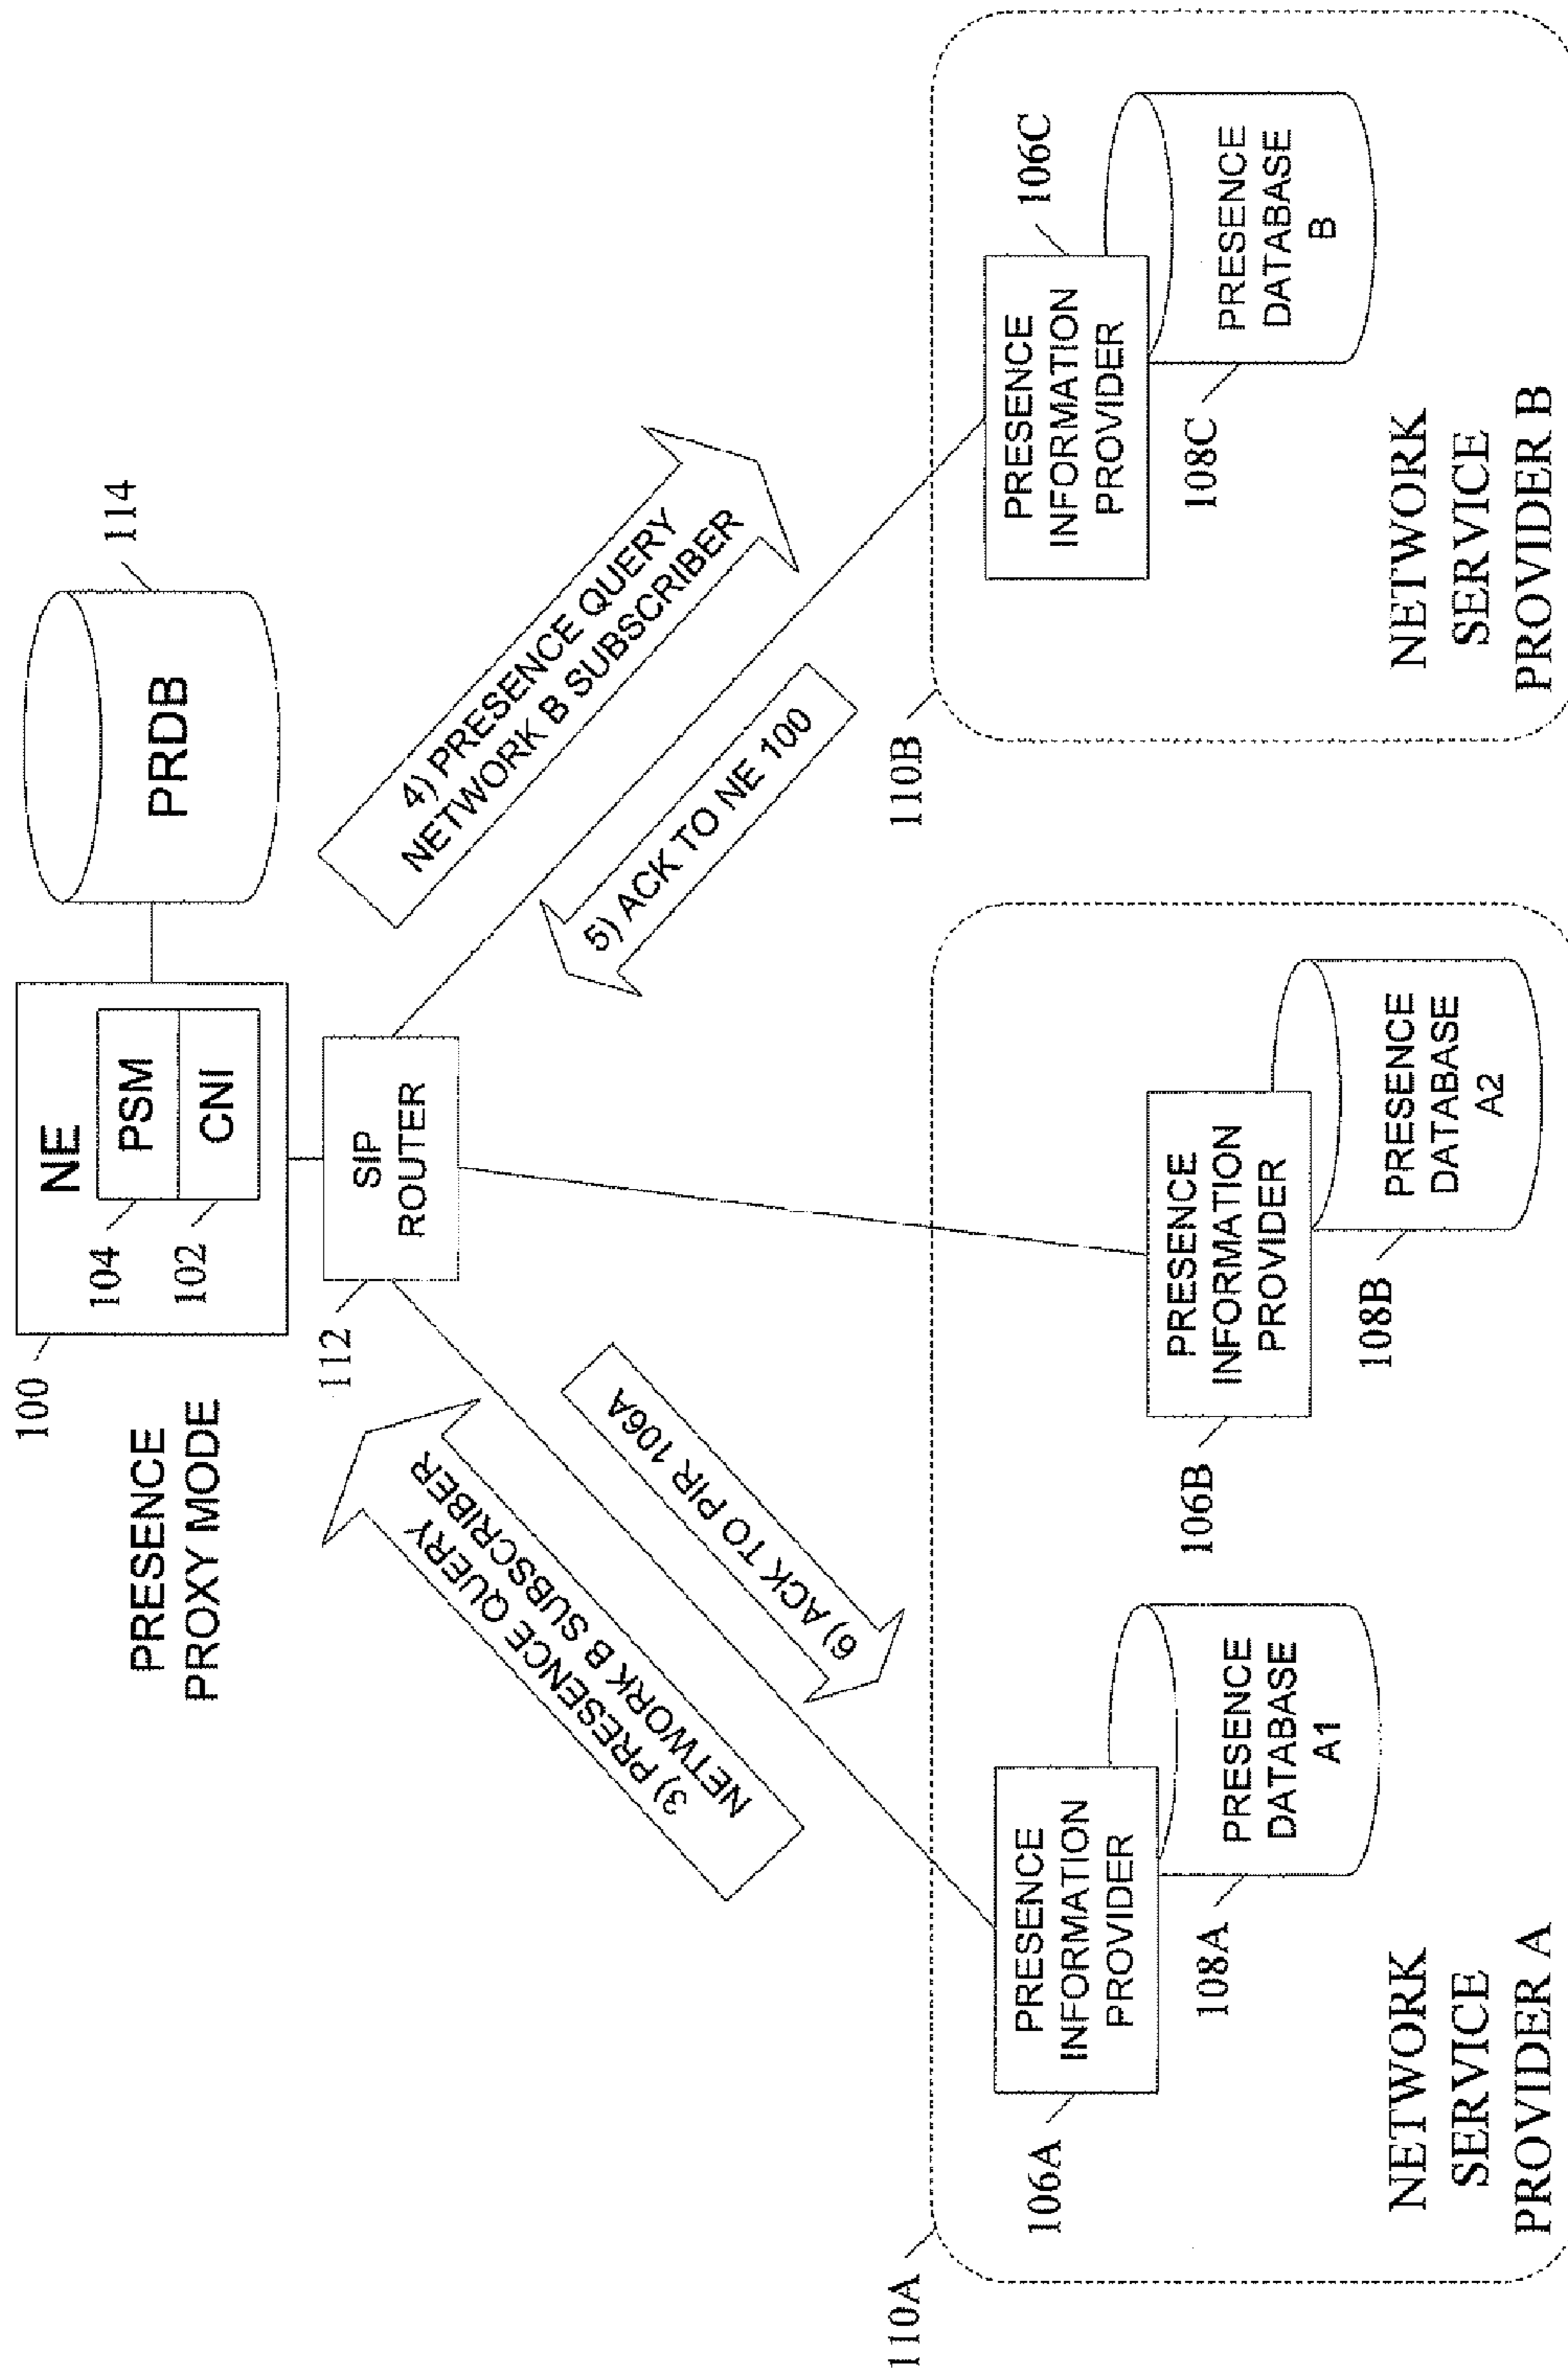 100
PRESENCE
PROXY MODE
NE
104
PSM
102
CNI
PRDB
114
112
SIP
ROUTER
3) PRESENCE QUERY
NETWORK B SUBSCRIBER
6) ACK TO PIR 106A
4) PRESENCE QUERY
NETWORK B SUBSCRIBER
5) ACK TO NE 100
110A
106A
PRESENCE
INFORMATION
PROVIDER
108A
PRESENCE
DATABASE
A1
106B
PRESENCE
INFORMATION
PROVIDER
108B
PRESENCE
DATABASE
A2
NETWORK
SERVICE
PROVIDER A
110B
PRESENCE
INFORMATION
PROVIDER
106C
108C
PRESENCE
DATABASE
B
NETWORK
SERVICE
PROVIDER B